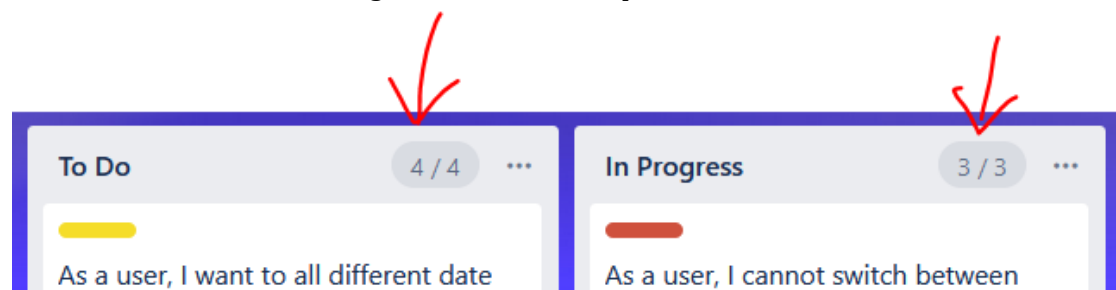 To Do
4 / 4
In Progress
3 / 3
As a user, I want to all different date
As a user, I cannot switch between